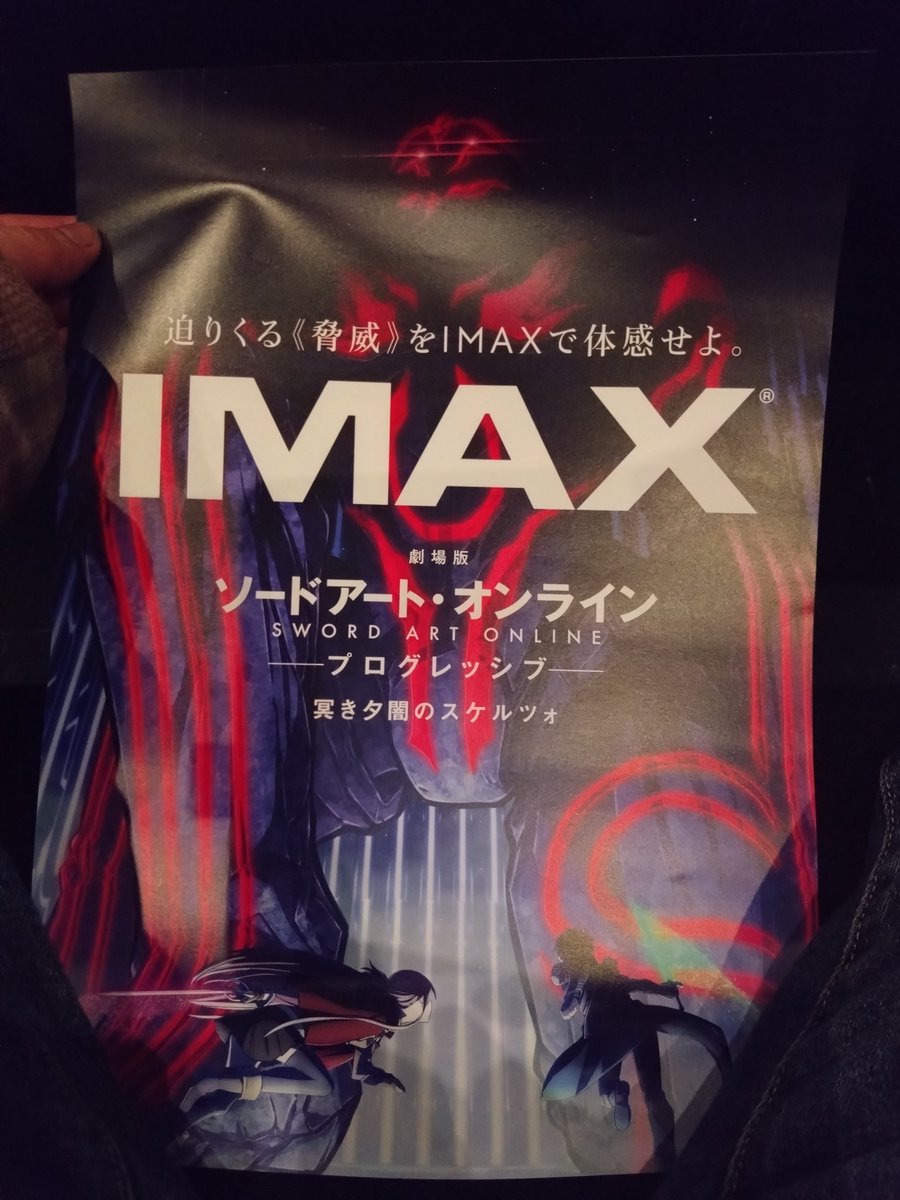 迫りくる《脅威》をIMAXで体感せよ。
IMAX®
劇場版
ソードアート・オンライン
SWORD ART ONLINE
プログレッシブ
冥き夕闇のスケルツォ